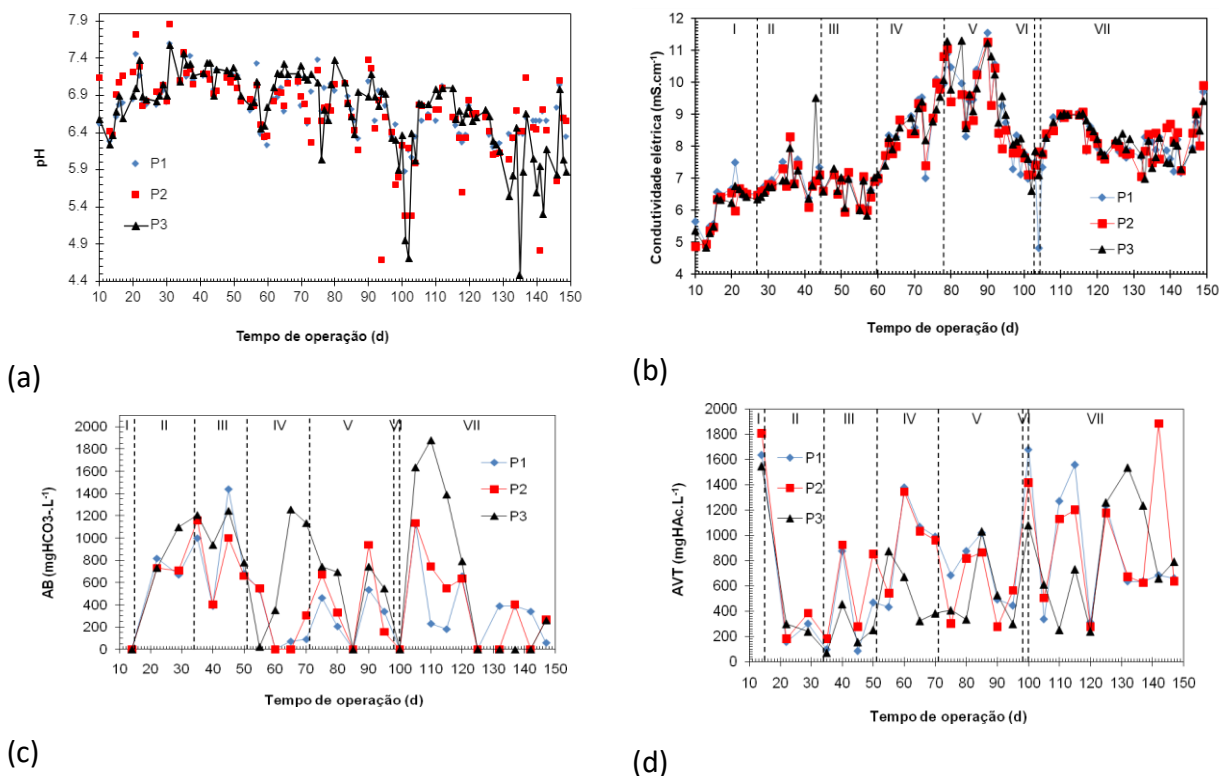 7.9
7.4
6.9
6.4
5.9
5.4
4.9
4.4
pH
P1
P2
P3
10 20 30 40 50 60 70 80 90 100 110 120 130 140 150
Tempo de operação (d)
(a)
12
11
10
9
8
7
6
5
4
Condutividade elétrica (mS.cm⁻¹)
I II III IV V VI VII
P1
P2
P3
10 20 30 40 50 60 70 80 90 100 110 120 130 140 150
Tempo de operação (d)
(b)
2000
1800
1600
1400
1200
1000
800
600
400
200
0
AB (mgHCO3-.L⁻¹)
I II III IV V VI VII
P1
P2
P3
10 20 30 40 50 60 70 80 90 100 110 120 130 140 150
Tempo de operação (d)
(c)
2000
1800
1600
1400
1200
1000
800
600
400
200
0
AVT (mgHAc.L⁻¹)
I II III IV V VI VII
P1
P2
P3
10 20 30 40 50 60 70 80 90 100 110 120 130 140 150
Tempo de operação (d)
(d)